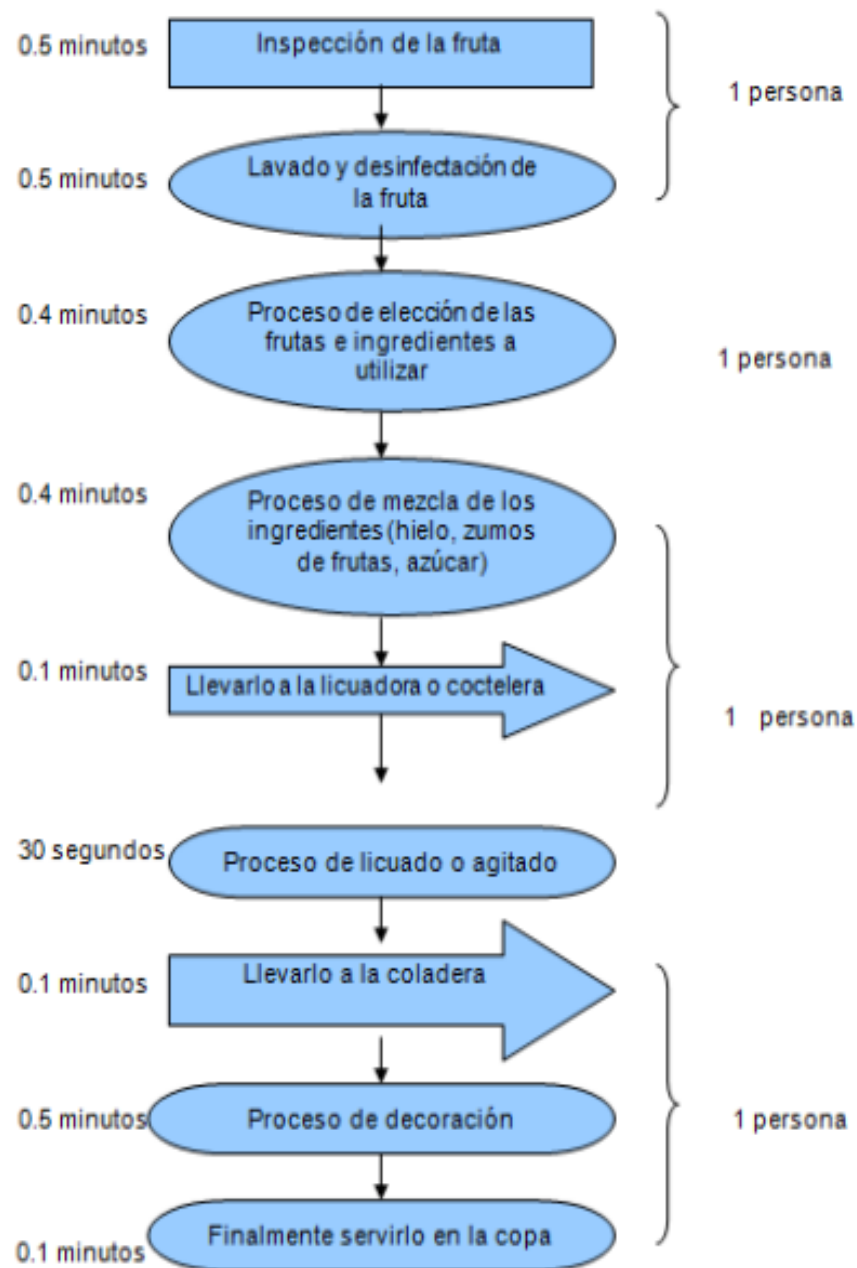 0.5 minutos
Inspección de la fruta
1 persona
0.5 minutos
Lavado y desinfectación de
la fruta
0.4 minutos
Proceso de elección de las
frutas e ingredientes a
utilizar
1 persona
0.4 minutos
Proceso de mezcla de los
ingredientes (hielo, zumos
de frutas, azúcar)
0.1 minutos
Llevarlo a la licuadora o coctelera
1 persona
30 segundos
Proceso de licuado o agitado
0.1 minutos
Llevarlo a la coladera
0.5 minutos
Proceso de decoración
1 persona
Finalmente servirlo en la copa
0.1 minutos